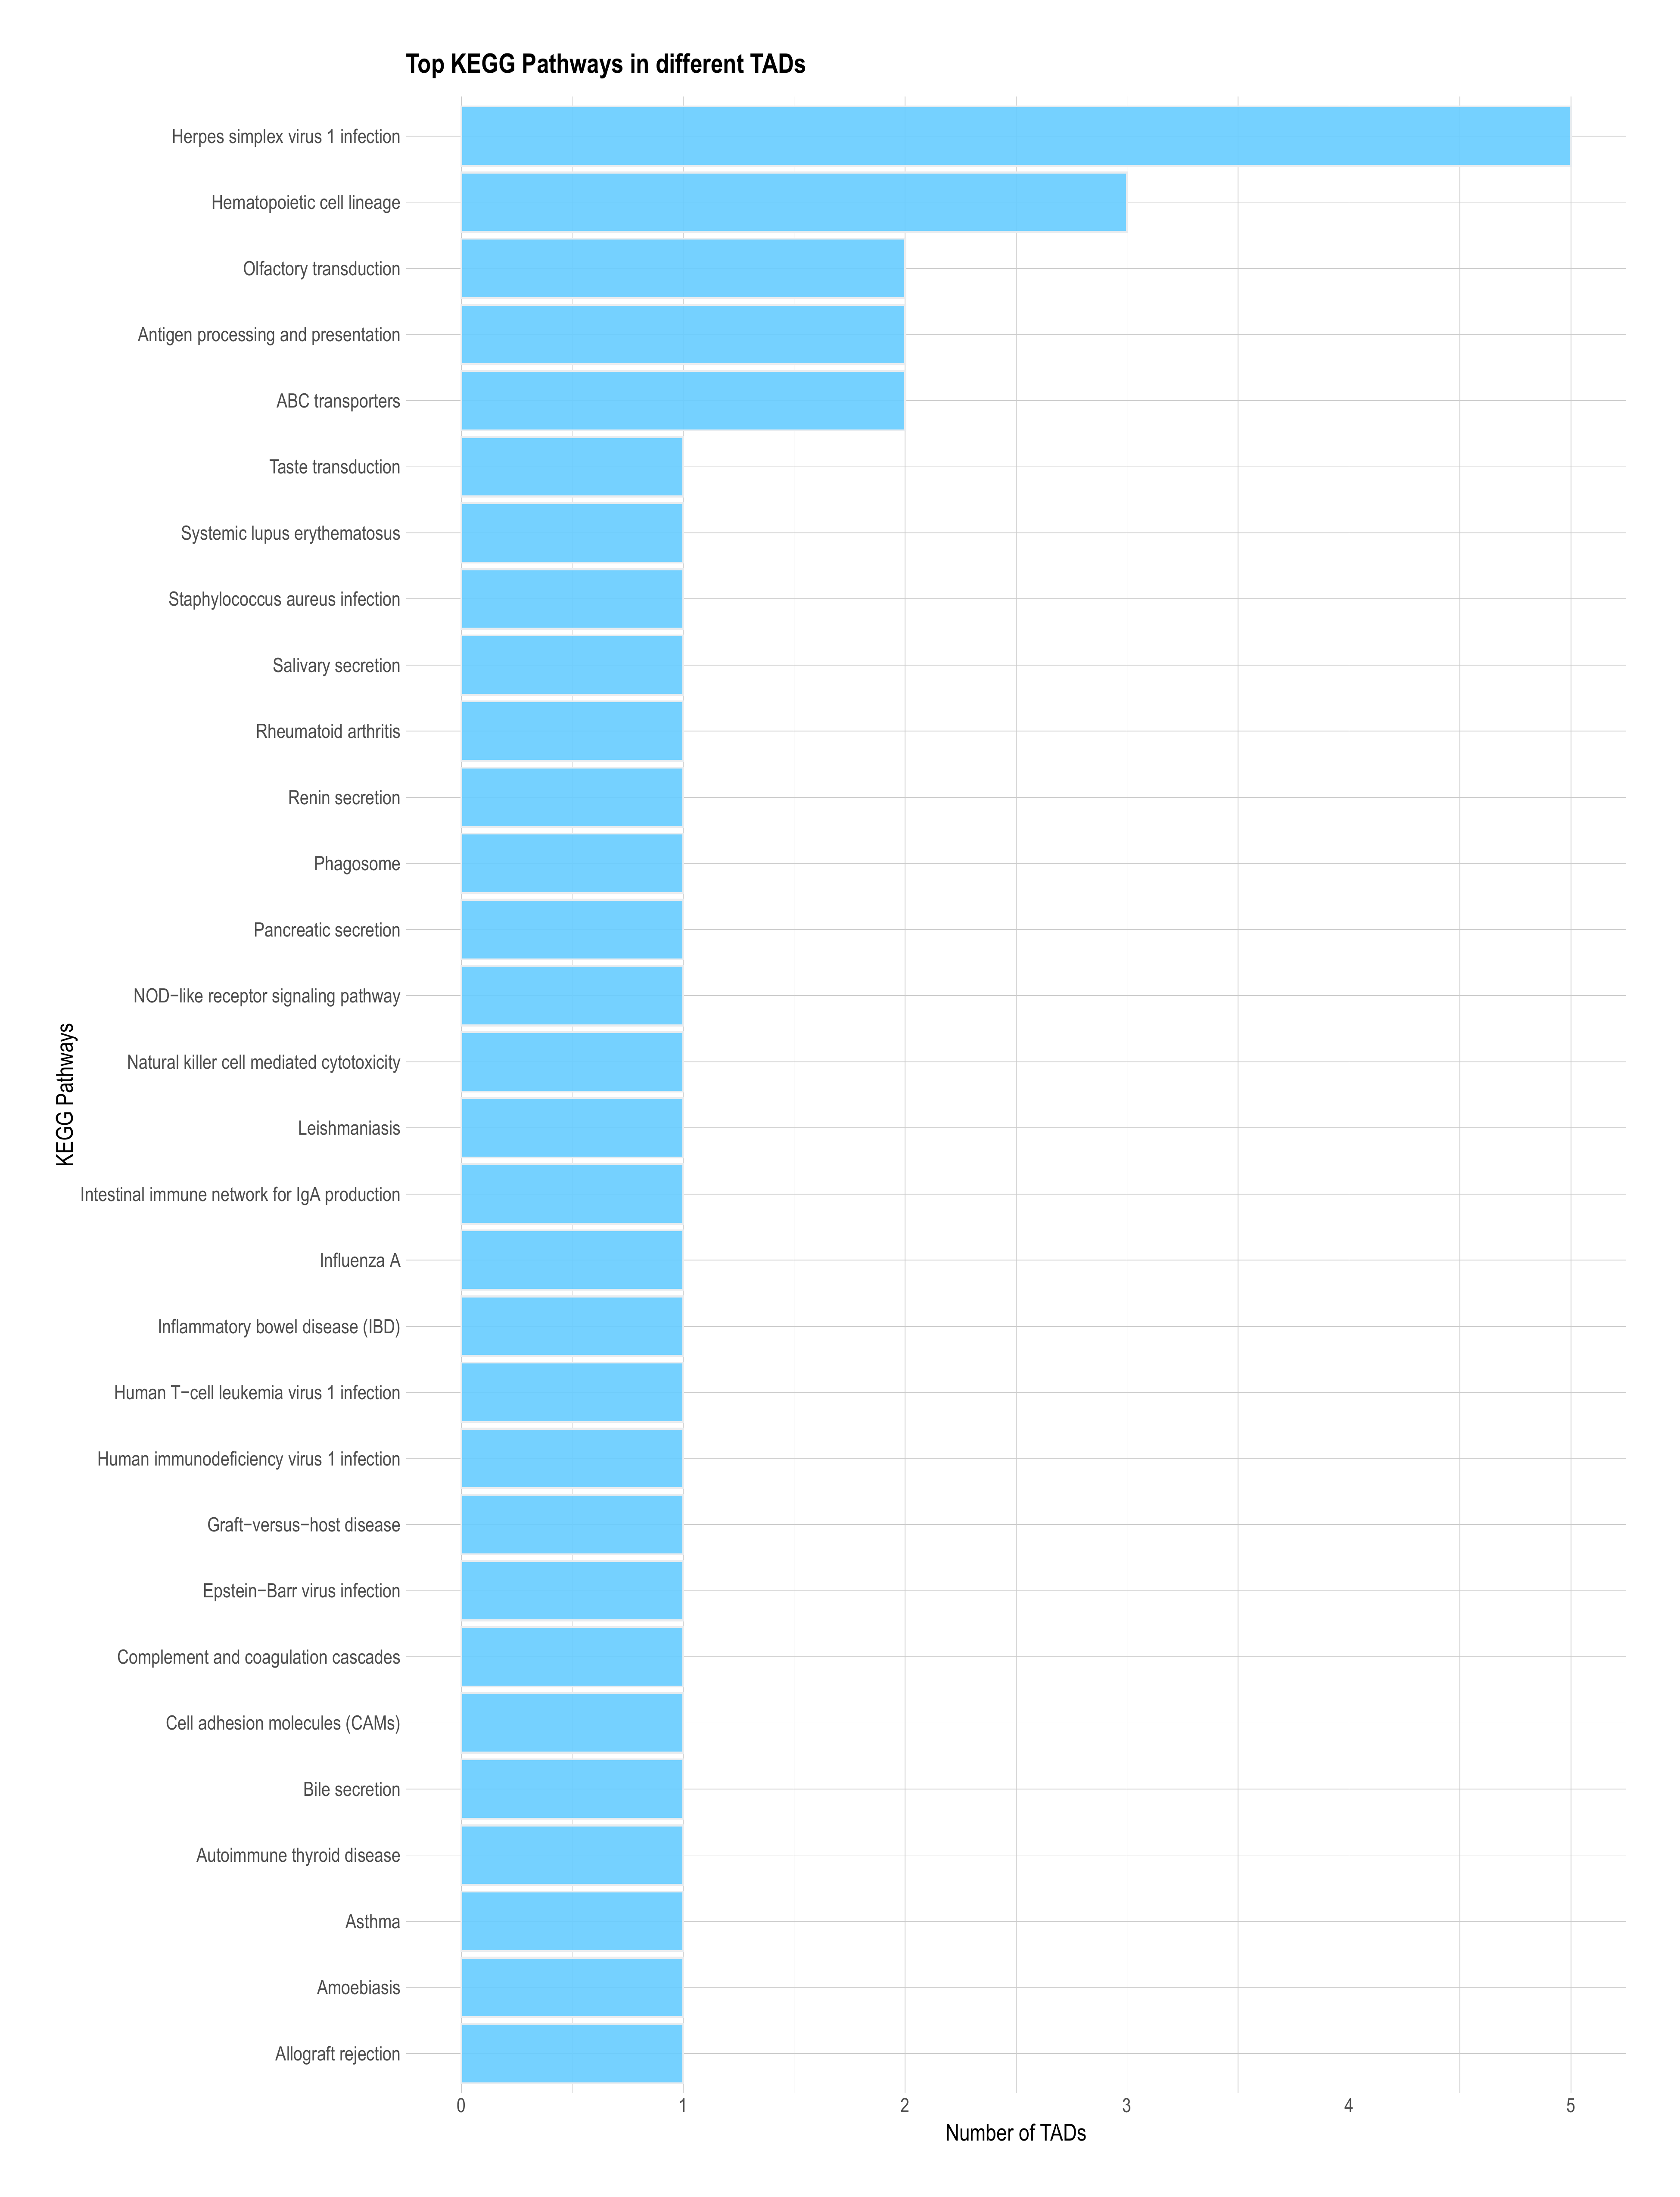 Top KEGG Pathways in different TADs
Herpes simplex virus 1 infection
Hematopoietic cell lineage
Olfactory transduction
Antigen processing and presentation
ABC transporters
Taste transduction
Systemic lupus erythematosus
Staphylococcus aureus infection
Salivary secretion
Rheumatoid arthritis
Renin secretion
Phagosome
Pancreatic secretion
NOD−like receptor signaling pathway
Natural killer cell mediated cytotoxicity
Leishmaniasis
Intestinal immune network for IgA production
Influenza A
Inflammatory bowel disease (IBD)
Human T−cell leukemia virus 1 infection
Human immunodeficiency virus 1 infection
Graft−versus−host disease
Epstein−Barr virus infection
Complement and coagulation cascades
Cell adhesion molecules (CAMs)
Bile secretion
Autoimmune thyroid disease
Asthma
Amoebiasis
Allograft rejection
KEGG Pathways
0 1 2 3 4 5
Number of TADs